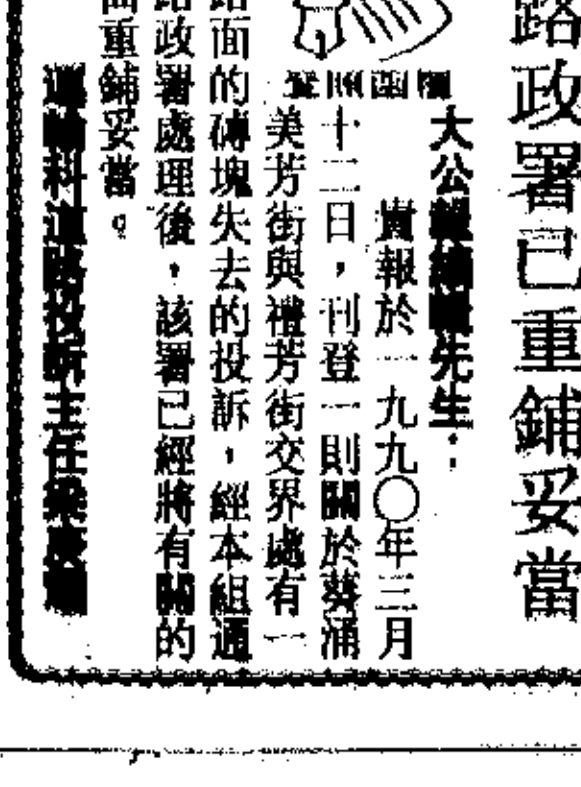 路政署已重鋪妥當
大公報編輯先生：
貴報於一九九〇年三月
十二日，刊登一則關於葵涌
美芳街與禮芳街交界處有一
路面的磚塊失去的投訴，經本組通
路政署處理後，該署已經將有關的
面重鋪妥當。
運輸科道路投訴主任梁